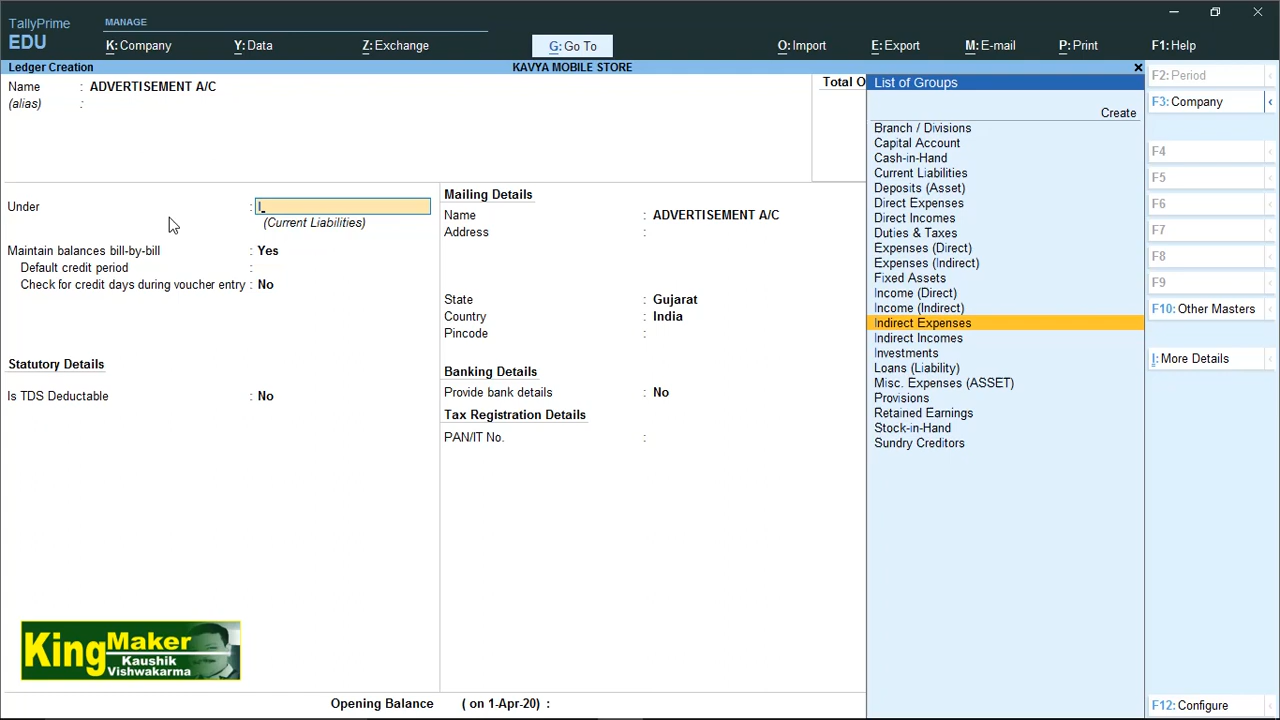 TallyPrime
EDU
MANAGE
K: Company
Y: Data
Z: Exchange
G: Go To
O: Import
E: Export
M: E-mail
P: Print
F1: Help
Ledger Creation
KAVYA MOBILE STORE
Name : ADVERTISEMENT A/C
(alias) :
Total O
Under : I
(Current Liabilities)
Maintain balances bill-by-bill : Yes
Default credit period :
Check for credit days during voucher entry : No
Statutory Details
Is TDS Deductable : No
Mailing Details
Name : ADVERTISEMENT A/C
Address :
State : Gujarat
Country : India
Pincode :
Banking Details
Provide bank details : No
Tax Registration Details
PAN/IT No. :
List of Groups
Create
Branch / Divisions
Capital Account
Cash-in-Hand
Current Liabilities
Deposits (Asset)
Direct Expenses
Direct Incomes
Duties & Taxes
Expenses (Direct)
Expenses (Indirect)
Fixed Assets
Income (Direct)
Income (Indirect)
Indirect Expenses
Indirect Incomes
Investments
Loans (Liability)
Misc. Expenses (ASSET)
Provisions
Retained Earnings
Stock-in-Hand
Sundry Creditors
F2: Period
F3: Company
F4
F5
F6
F7
F8
F9
F10: Other Masters
I: More Details
F12: Configure
KingMaker
Kaushik
Vishwakarma
Opening Balance ( on 1-Apr-20) :